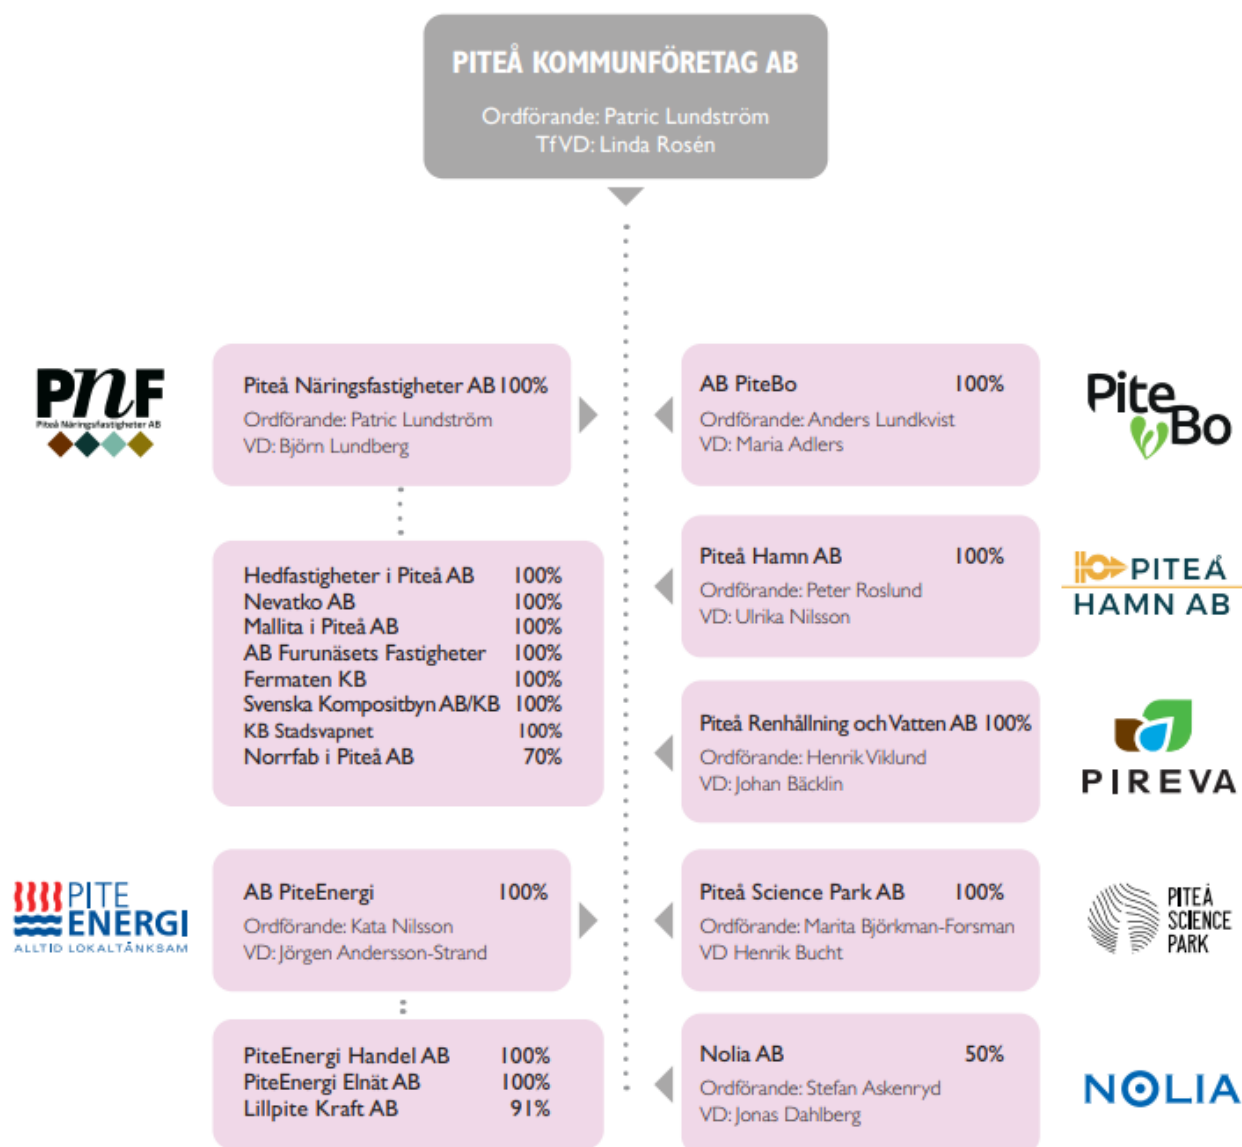 PITEÅ KOMMUNFÖRETAG AB
Ordförande: Patric Lundström
Tf VD: Linda Rosén
PnF
Piteå Näringsfastigheter AB
Piteå Näringsfastigheter AB 100%
Ordförande: Patric Lundström
VD: Björn Lundberg
Hedfastigheter i Piteå AB 100%
Nevatko AB 100%
Mallita i Piteå AB 100%
AB Furunäsets Fastigheter 100%
Fermaten KB 100%
Svenska Kompositbyn AB/KB 100%
KB Stadsvapnet 100%
Norrfab i Piteå AB 70%
PITE
ENERGI
ALLTID LOKALTÄNKSAM
AB PiteEnergi 100%
Ordförande: Kata Nilsson
VD: Jörgen Andersson-Strand
PiteEnergi Handel AB 100%
PiteEnergi Elnät AB 100%
Lillpite Kraft AB 91%
AB PiteBo 100%
Ordförande: Anders Lundkvist
VD: Maria Adlers
Pite
Bo
Piteå Hamn AB 100%
Ordförande: Peter Roslund
VD: Ulrika Nilsson
PITEÅ
HAMN AB
Piteå Renhållning och Vatten AB 100%
Ordförande: Henrik Viklund
VD: Johan Bäcklin
PIREVA
Piteå Science Park AB 100%
Ordförande: Marita Björkman-Forsman
VD Henrik Bucht
PITEÅ
SCIENCE
PARK
Nolia AB 50%
Ordförande: Stefan Askenryd
VD: Jonas Dahlberg
NOLIA